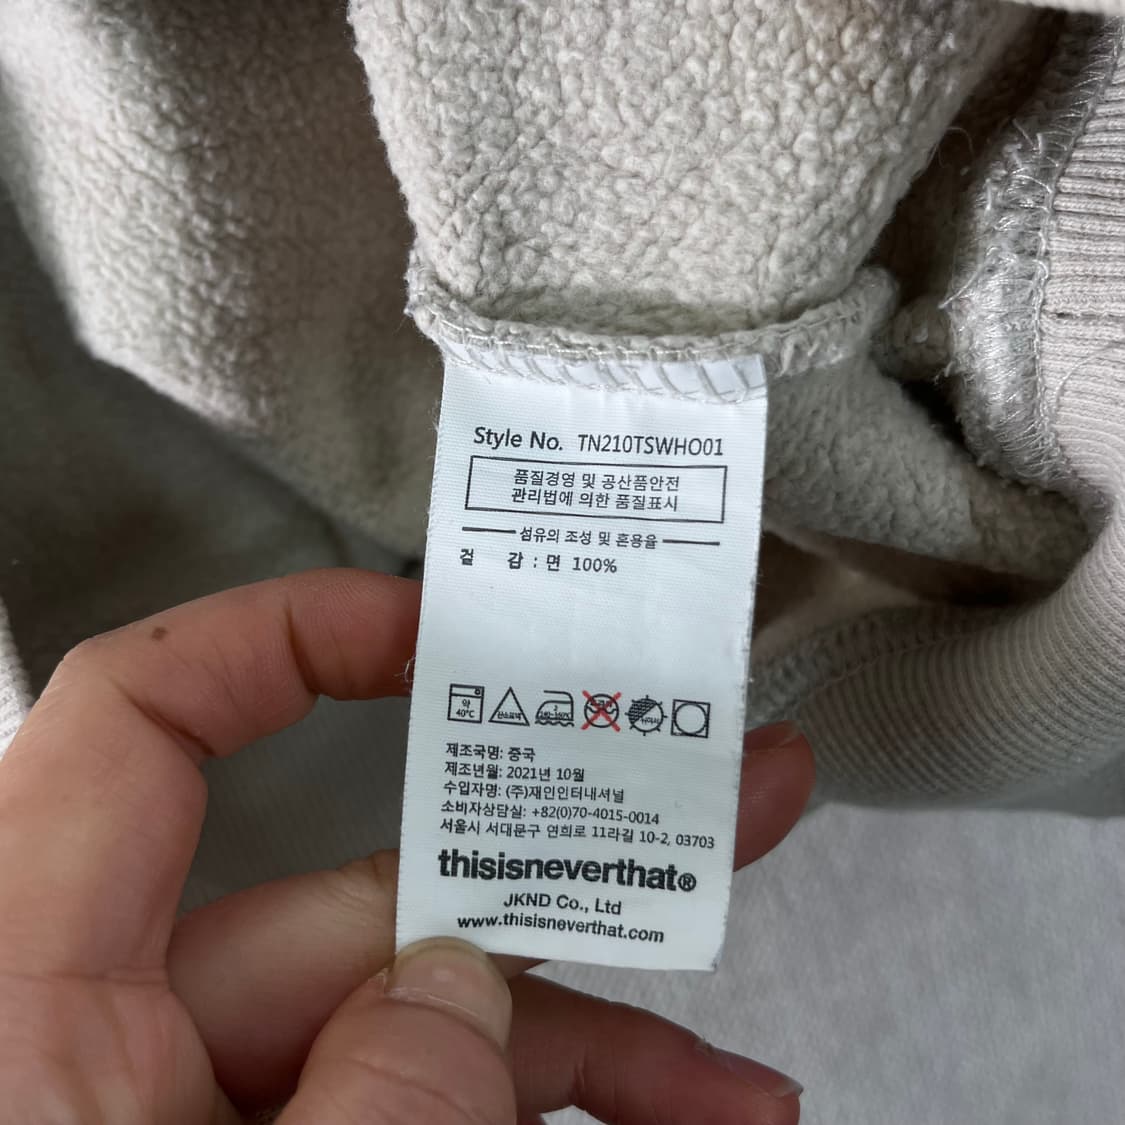 Style No. TN210TSWHO01
품질경영 및 공산품안전
관리법에 의한 품질표시
섬유의 조성 및 혼용율
겉 감 : 면 100%
약
40℃
제조국명: 중국
제조년월: 2021년 10월
수입자명: (주)재인인터내셔널
소비자상담실: +82(0)70-4015-0014
서울시 서대문구 연희로 11라길 10-2, 03703
thisisneverthat®
JKND Co., Ltd
www.thisisneverthat.com